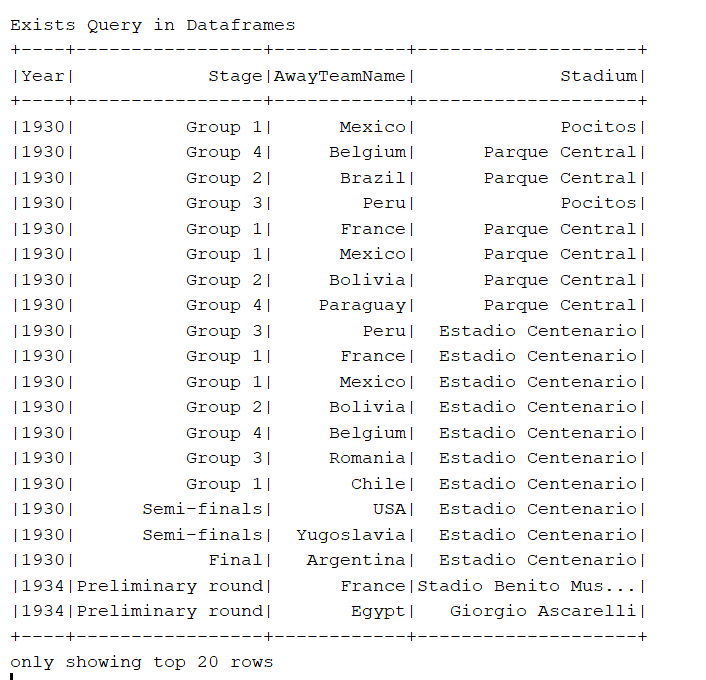 Exists Query in Dataframes
+----+-----------------+------------+--------------------+
|Year|            Stage|AwayTeamName|             Stadium|
+----+-----------------+------------+--------------------+
|1930|          Group 1|      Mexico|             Pocitos|
|1930|          Group 4|     Belgium|      Parque Central|
|1930|          Group 2|      Brazil|      Parque Central|
|1930|          Group 3|        Peru|             Pocitos|
|1930|          Group 1|      France|      Parque Central|
|1930|          Group 1|      Mexico|      Parque Central|
|1930|          Group 2|     Bolivia|      Parque Central|
|1930|          Group 4|    Paraguay|      Parque Central|
|1930|          Group 3|        Peru|  Estadio Centenario|
|1930|          Group 1|      France|  Estadio Centenario|
|1930|          Group 1|      Mexico|  Estadio Centenario|
|1930|          Group 2|     Bolivia|  Estadio Centenario|
|1930|          Group 4|     Belgium|  Estadio Centenario|
|1930|          Group 3|     Romania|  Estadio Centenario|
|1930|          Group 1|       Chile|  Estadio Centenario|
|1930|      Semi-finals|         USA|  Estadio Centenario|
|1930|      Semi-finals|  Yugoslavia|  Estadio Centenario|
|1930|            Final|   Argentina|  Estadio Centenario|
|1934|Preliminary round|      France|Stadio Benito Mus...|
|1934|Preliminary round|       Egypt|   Giorgio Ascarelli|
+----+-----------------+------------+--------------------+
only showing top 20 rows